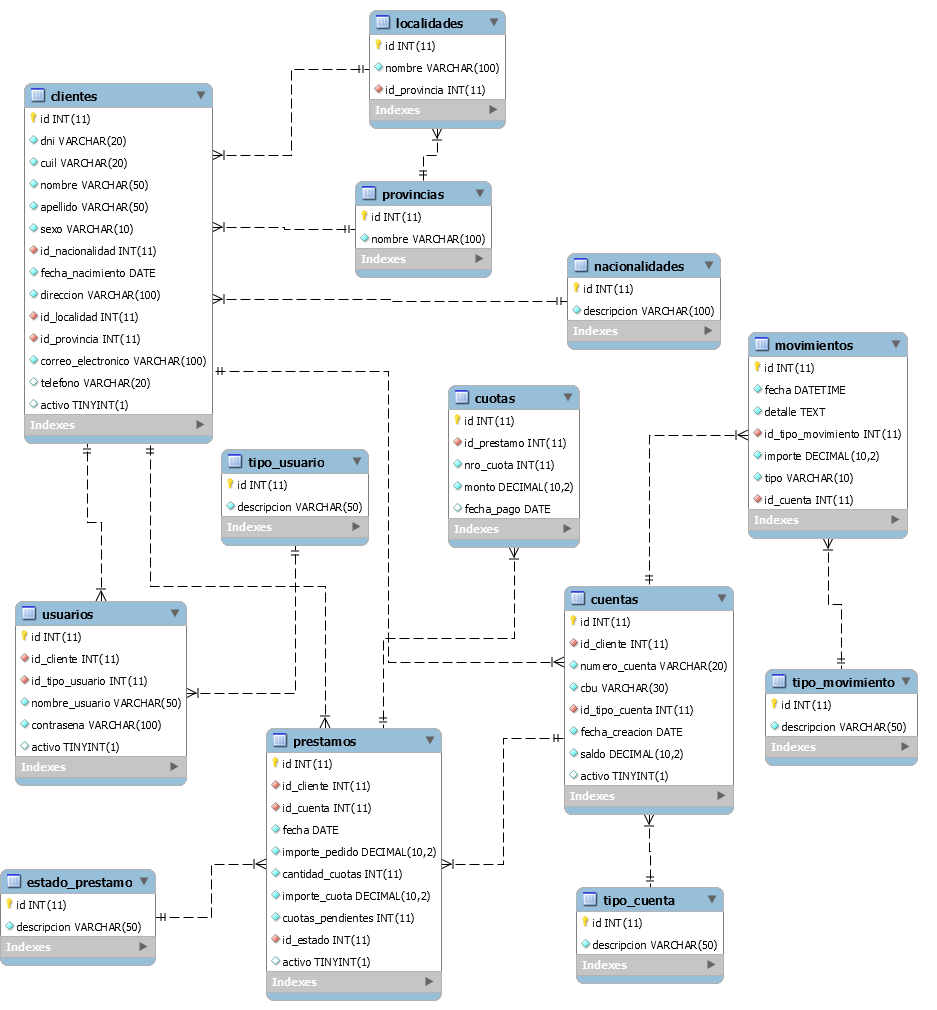 localidades
id INT(11)
nombre VARCHAR(100)
id_provincia INT(11)
Indexes
clientes
id INT(11)
dni VARCHAR(20)
cuil VARCHAR(20)
nombre VARCHAR(50)
apellido VARCHAR(50)
sexo VARCHAR(10)
id_nacionalidad INT(11)
fecha_nacimiento DATE
direccion VARCHAR(100)
id_localidad INT(11)
id_provincia INT(11)
correo_electronico VARCHAR(100)
telefono VARCHAR(20)
activo TINYINT(1)
Indexes
provincias
id INT(11)
nombre VARCHAR(100)
Indexes
nacionalidades
id INT(11)
descripcion VARCHAR(100)
Indexes
movimientos
id INT(11)
fecha DATETIME
detalle TEXT
id_tipo_movimiento INT(11)
importe DECIMAL(10,2)
tipo VARCHAR(10)
id_cuenta INT(11)
Indexes
cuotas
id INT(11)
id_prestamo INT(11)
nro_cuota INT(11)
monto DECIMAL(10,2)
fecha_pago DATE
Indexes
tipo_usuario
id INT(11)
descripcion VARCHAR(50)
Indexes
cuentas
id INT(11)
id_cliente INT(11)
numero_cuenta VARCHAR(20)
cbu VARCHAR(30)
id_tipo_cuenta INT(11)
fecha_creacion DATE
saldo DECIMAL(10,2)
activo TINYINT(1)
Indexes
usuarios
id INT(11)
id_cliente INT(11)
id_tipo_usuario INT(11)
nombre_usuario VARCHAR(50)
contrasena VARCHAR(100)
activo TINYINT(1)
Indexes
tipo_movimiento
id INT(11)
descripcion VARCHAR(50)
Indexes
prestamos
id INT(11)
id_cliente INT(11)
id_cuenta INT(11)
fecha DATE
importe_pedido DECIMAL(10,2)
cantidad_cuotas INT(11)
importe_cuota DECIMAL(10,2)
cuotas_pendientes INT(11)
id_estado INT(11)
activo TINYINT(1)
Indexes
estado_prestamo
id INT(11)
descripcion VARCHAR(50)
Indexes
tipo_cuenta
id INT(11)
descripcion VARCHAR(50)
Indexes